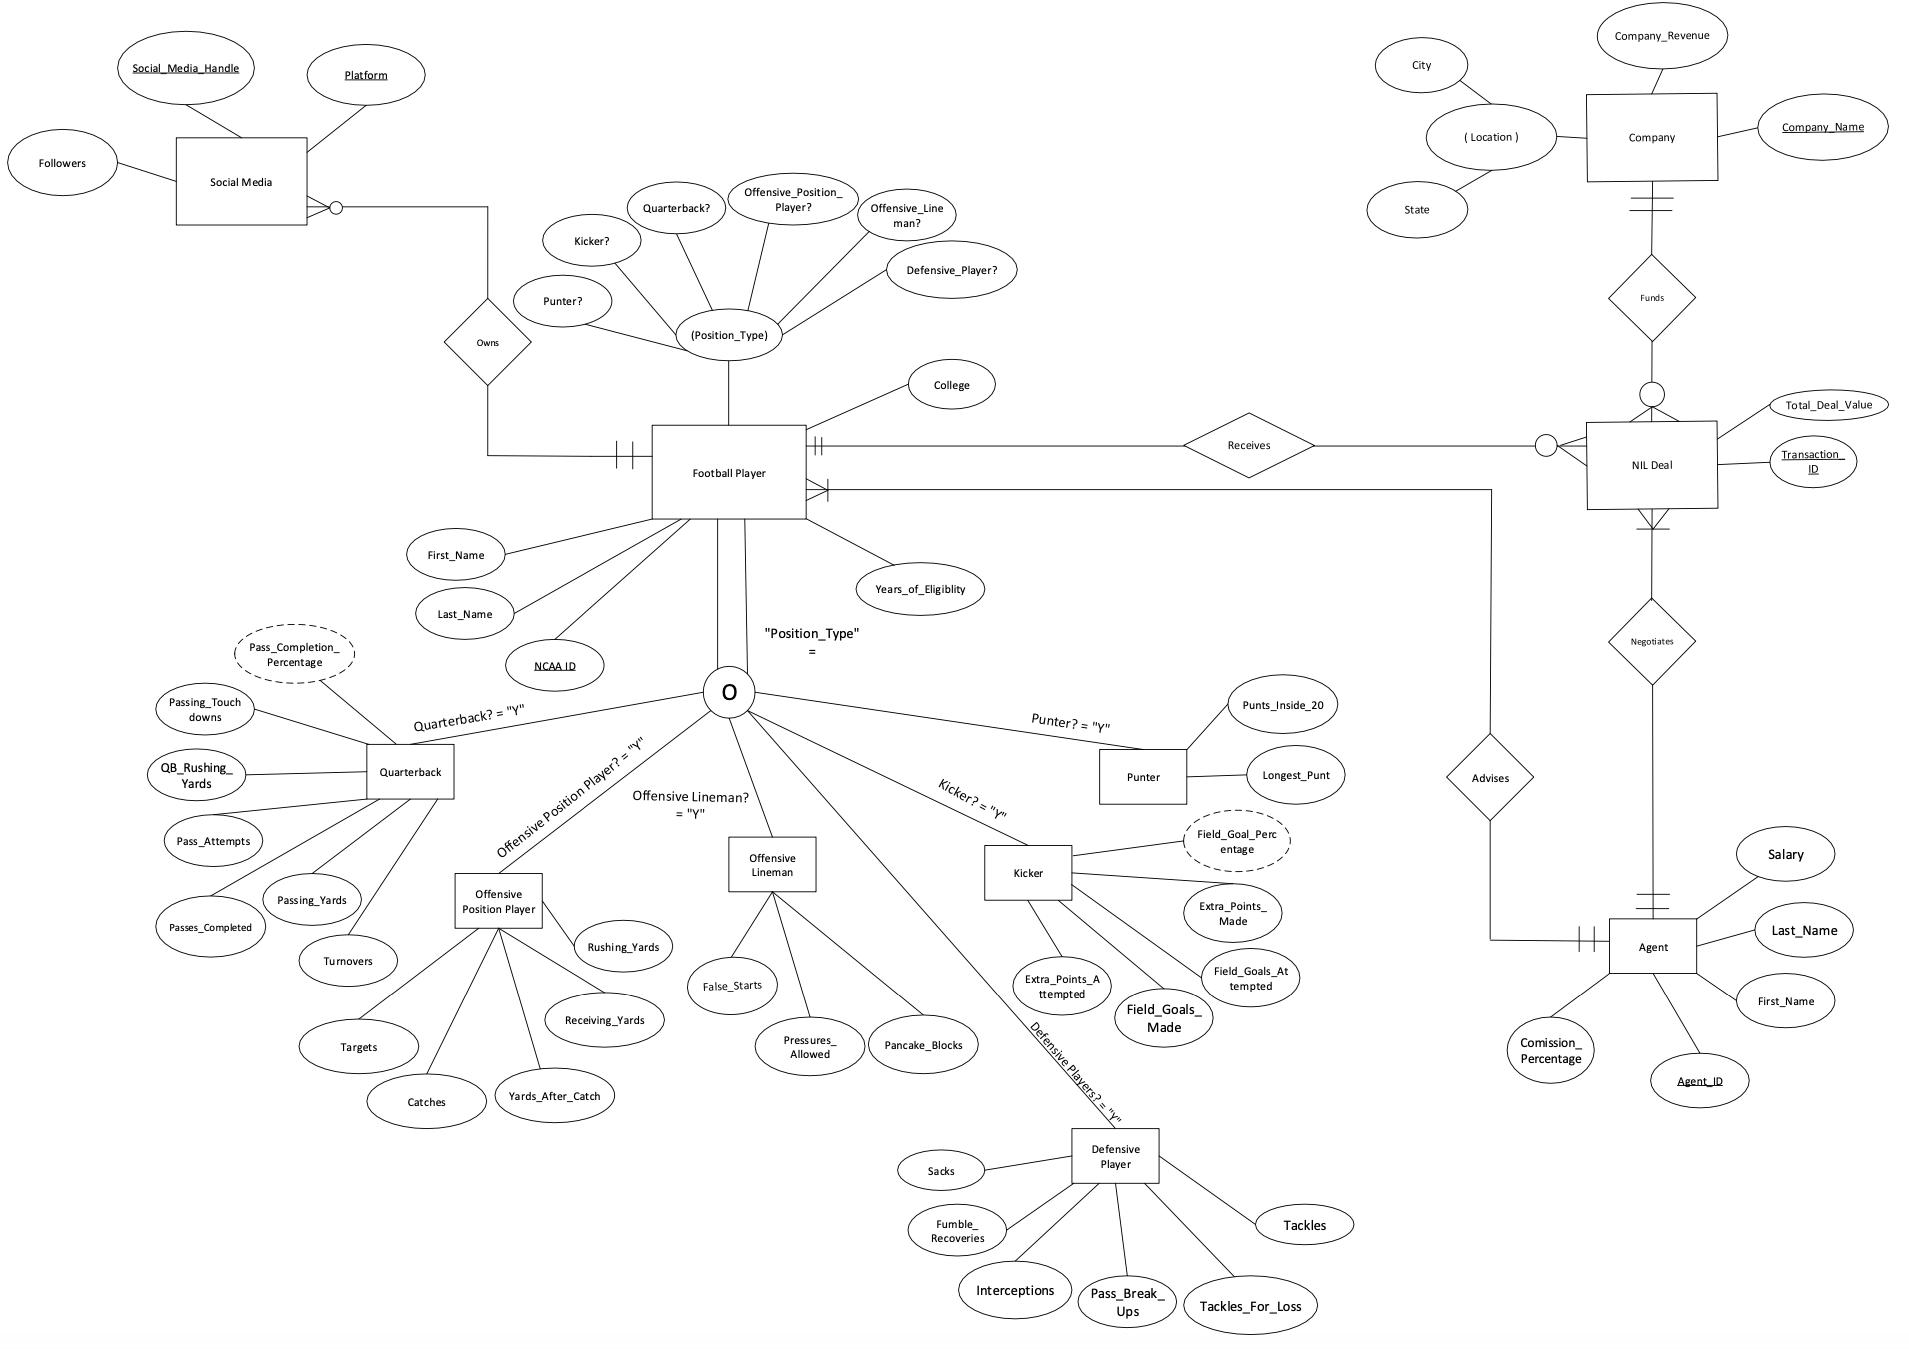 Company_Revenue
City
Social_Media_Handle
Platform
Company_Name
( Location )
Company
Followers
Social Media
Offensive_Position_
Player?
Quarterback?
Offensive_Line
man?
State
Kicker?
Defensive_Player?
Punter?
Funds
(Position_Type)
Owns
College
Total_Deal_Value
Receives
Football Player
NIL Deal
Transaction_
ID
First_Name
Years_of_Eligiblity
Last_Name
"Position_Type"
=
Negotiates
Pass_Completion_
Percentage
NCAA ID
O
Passing_Touch
downs
Quarterback? = "Y"
Punter? = "Y"
Punts_Inside_20
QB_Rushing_
Yards
Quarterback
Punter
Longest_Punt
Advises
Offensive Position Player? = "Y"
Offensive Lineman?
= "Y"
Kicker? = "Y"
Pass_Attempts
Field_Goal_Perc
entage
Salary
Offensive
Lineman
Kicker
Passing_Yards
Offensive
Position Player
Extra_Points_
Made
Passes_Completed
Last_Name
Turnovers
Rushing_Yards
Agent
False_Starts
Extra_Points_A
ttempted
Field_Goals_At
tempted
First_Name
Receiving_Yards
Field_Goals_
Made
Targets
Pressures_
Allowed
Pancake_Blocks
Comission_
Percentage
Defensive Players? = "Y"
Agent_ID
Catches
Yards_After_Catch
Defensive
Player
Sacks
Fumble_
Recoveries
Tackles
Interceptions
Pass_Break_
Ups
Tackles_For_Loss